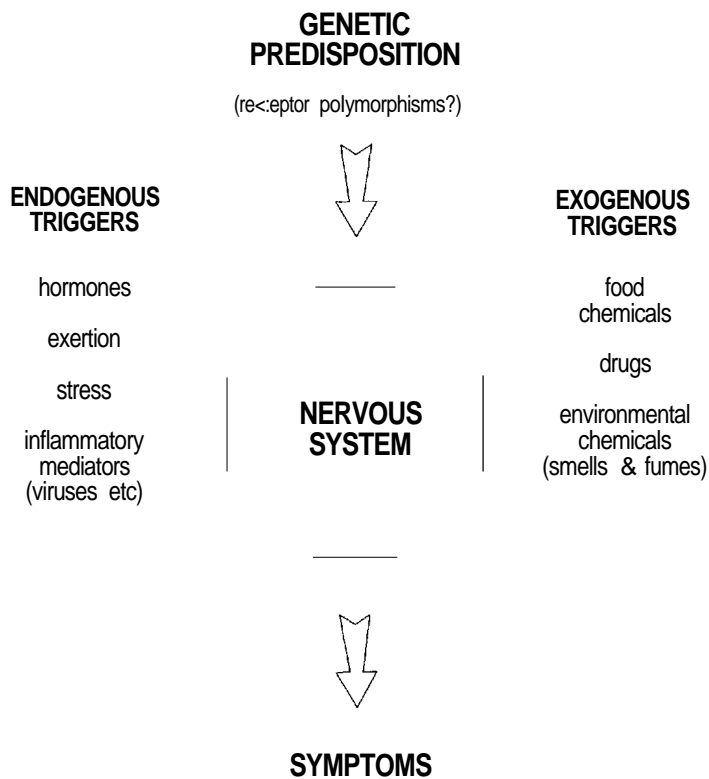 GENETIC
PREDISPOSITION
(re<:eptor polymorphisms?)
ENDOGENOUS
TRIGGERS
hormones
exertion
stress
inflammatory
mediators
(viruses etc)
NERVOUS
SYSTEM
EXOGENOUS
TRIGGERS
food
chemicals
drugs
environmental
chemicals
(smells & fumes)
SYMPTOMS